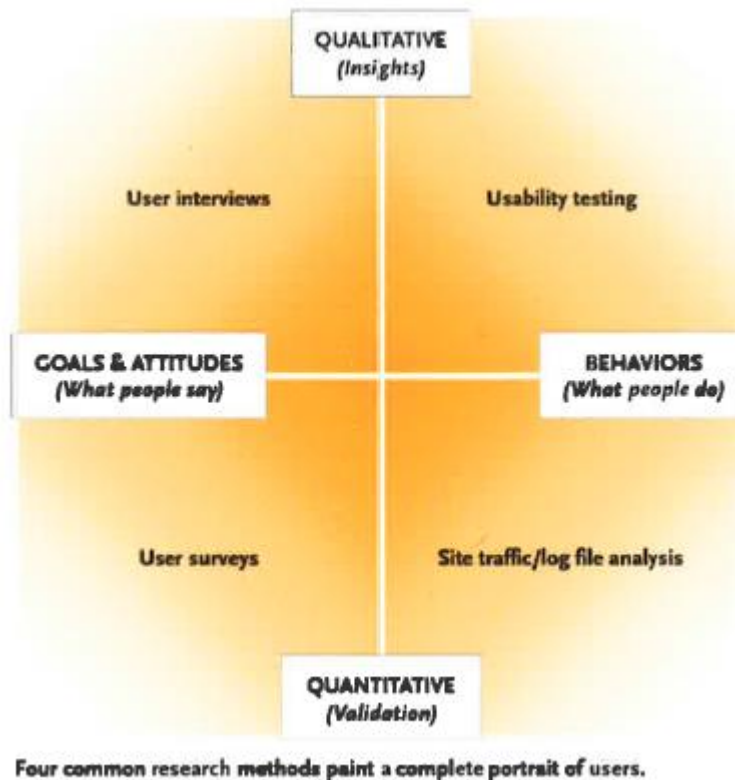 QUALITATIVE
(Insights)
User interviews
Usability testing
GOALS & ATTITUDES
(What people say)
BEHAVIORS
(What people do)
User surveys
Site traffic/log file analysis
QUANTITATIVE
(Validation)
Four common research methods paint a complete portrait of users.